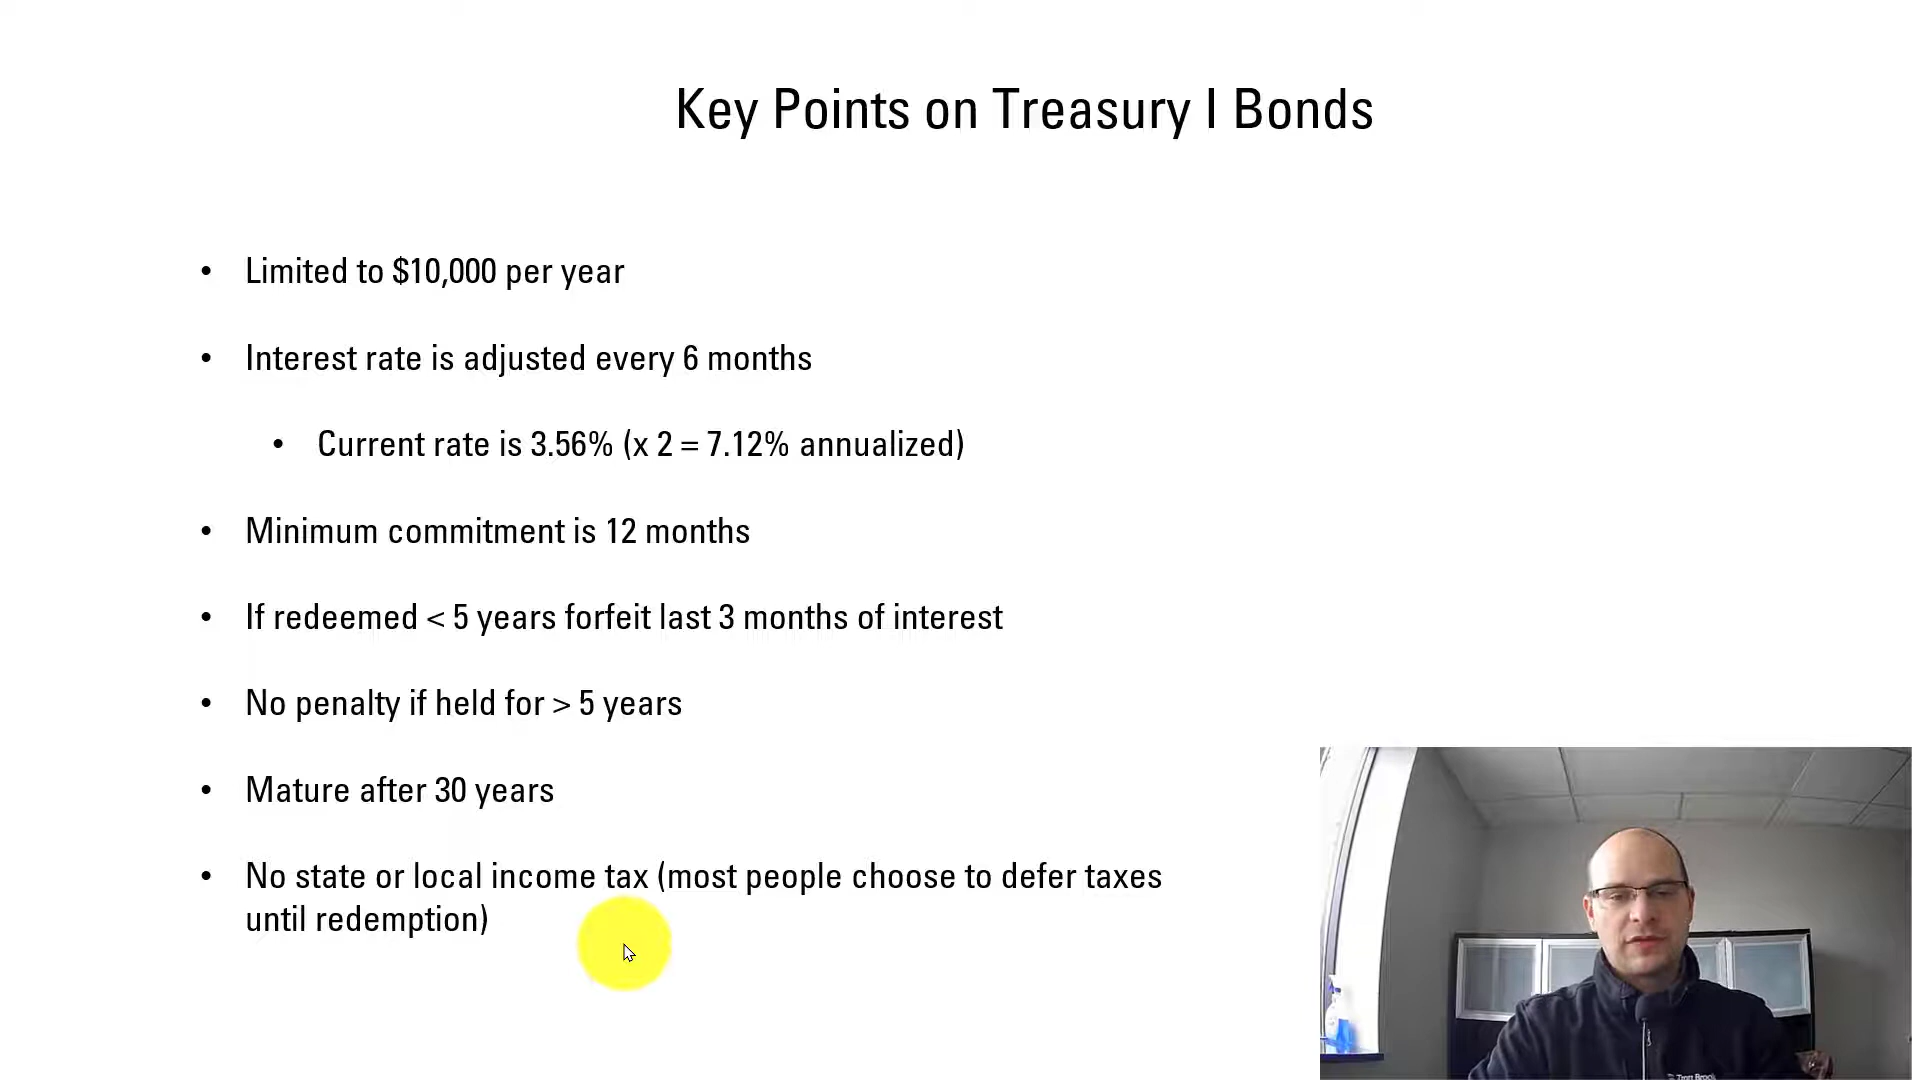 Key Points on Treasury I Bonds
• Limited to $10,000 per year
• Interest rate is adjusted every 6 months
• Current rate is 3.56% (x 2 = 7.12% annualized)
• Minimum commitment is 12 months
• If redeemed < 5 years forfeit last 3 months of interest
• No penalty if held for > 5 years
• Mature after 30 years
• No state or local income tax (most people choose to defer taxes
until redemption)